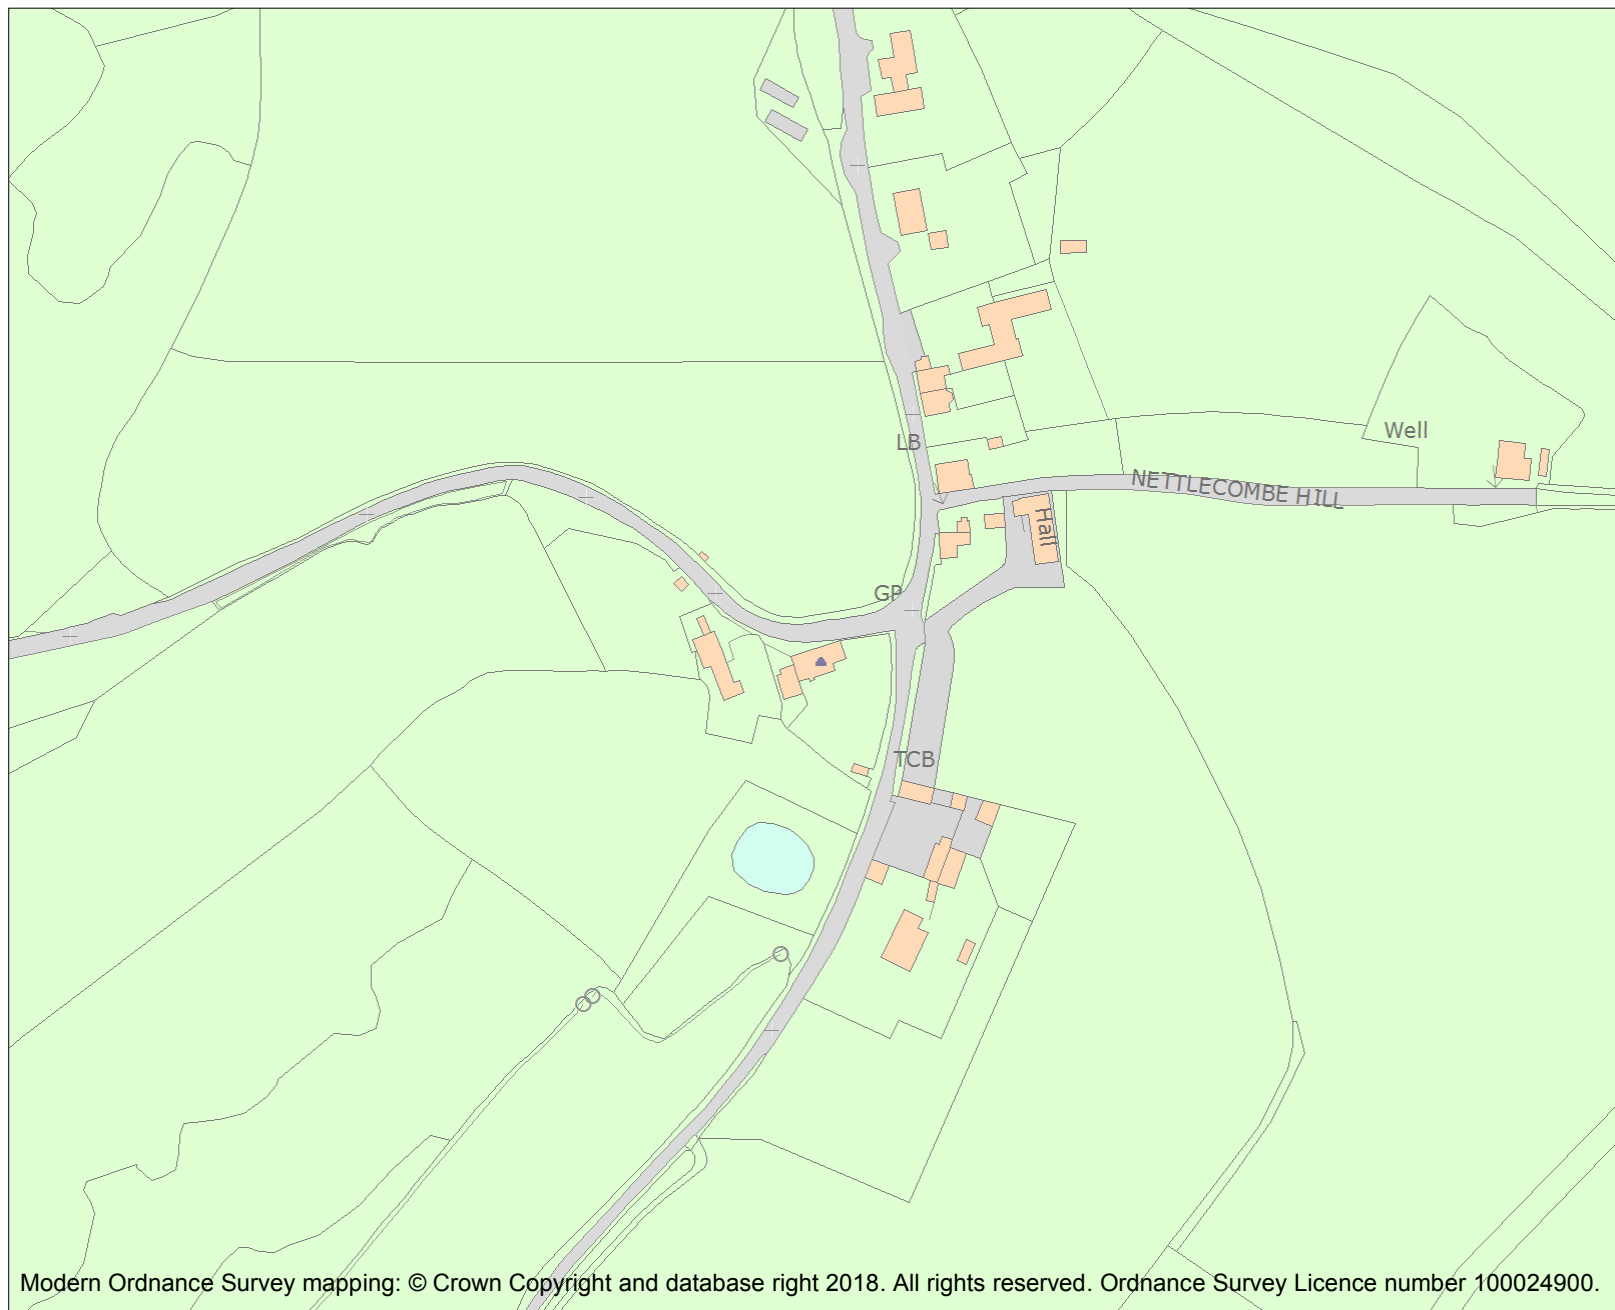 Well
LB
NETTLECOMBE HILL
Hall
GP
TCB
Modern Ordnance Survey mapping: © Crown Copyright and database right 2018. All rights reserved. Ordnance Survey Licence number 100024900.